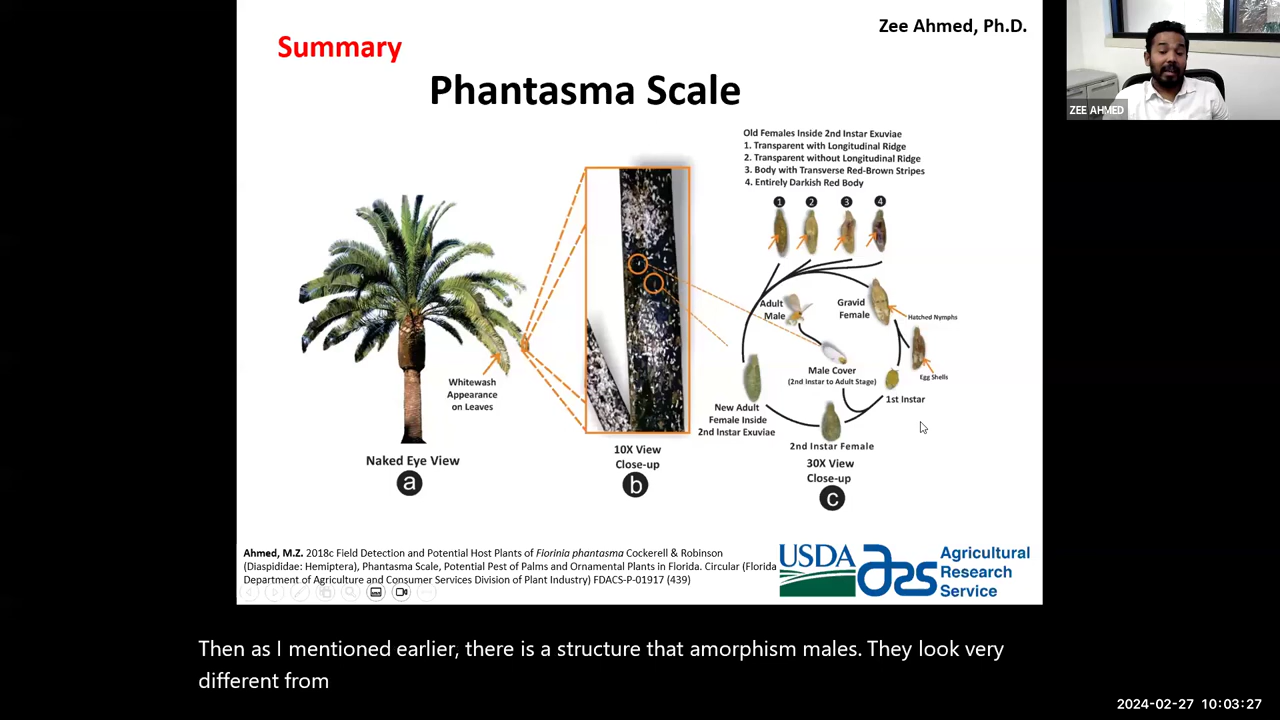 Zee Ahmed, Ph.D.
Summary
Phantasma Scale
ZEE AHMED
Old Females Inside 2nd Instar Exuviae
1. Transparent with Longitudinal Ridge
2. Transparent without Longitudinal Ridge
3. Body with Transverse Red-Brown Stripes
4. Entirely Darkish Red Body
1 2 3 4
Adult
Male
Gravid
Female
Hatched Nymphs
Male Cover
(2nd Instar to Adult Stage)
Egg Shells
1st Instar
Whitewash
Appearance
on Leaves
New Adult
Female Inside
2nd Instar Exuviae
2nd Instar Female
Naked Eye View
a
10X View
Close-up
b
30X View
Close-up
c
Ahmed, M.Z. 2018c Field Detection and Potential Host Plants of Fiorinia phantasma Cockerell & Robinson
(Diaspididae: Hemiptera), Phantasma Scale, Potential Pest of Palms and Ornamental Plants in Florida. Circular (Florida
Department of Agriculture and Consumer Services Division of Plant Industry) FDACS-P-01917 (439)
USDA
ars
Agricultural
Research
Service
Then as I mentioned earlier, there is a structure that amorphism males. They look very
different from
2024-02-27 10:03:27